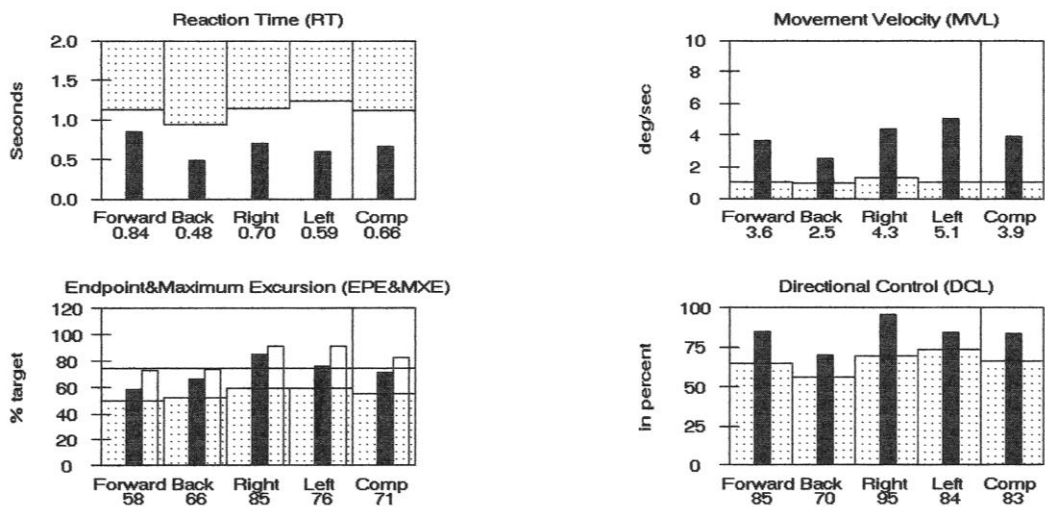 Reaction Time (RT)
Seconds
2.0
1.5
1.0
0.5
0.0
Forward Back Right Left Comp
0.84 0.48 0.70 0.59 0.66
Movement Velocity (MVL)
deg/sec
10
8
6
4
2
0
Forward Back Right Left Comp
3.6 2.5 4.3 5.1 3.9
Endpoint&Maximum Excursion (EPE&MXE)
% target
120
100
80
60
40
20
0
Forward Back Right Left Comp
58 66 85 76 71
Directional Control (DCL)
in percent
100
75
50
25
0
Forward Back Right Left Comp
85 70 95 84 83